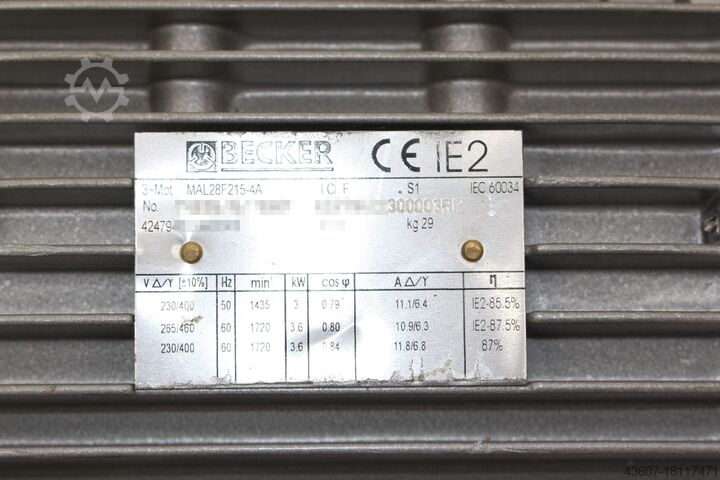 BECKER CE IE2
3~Mot MAL28F215-4A I.Cl. F S1 IEC 60034
No. 300003R
42479 kg 29
V △/Y [±10%] Hz min⁻ kW cos φ A △/Y η
230/400 50 1435 3 0.79 11.1/6.4 IE2-85.5%
265/460 60 1720 3.6 0.80 10.9/6.3 IE2-87.5%
230/400 60 1720 3.6 0.84 11.8/6.8 87%
43607-18117471